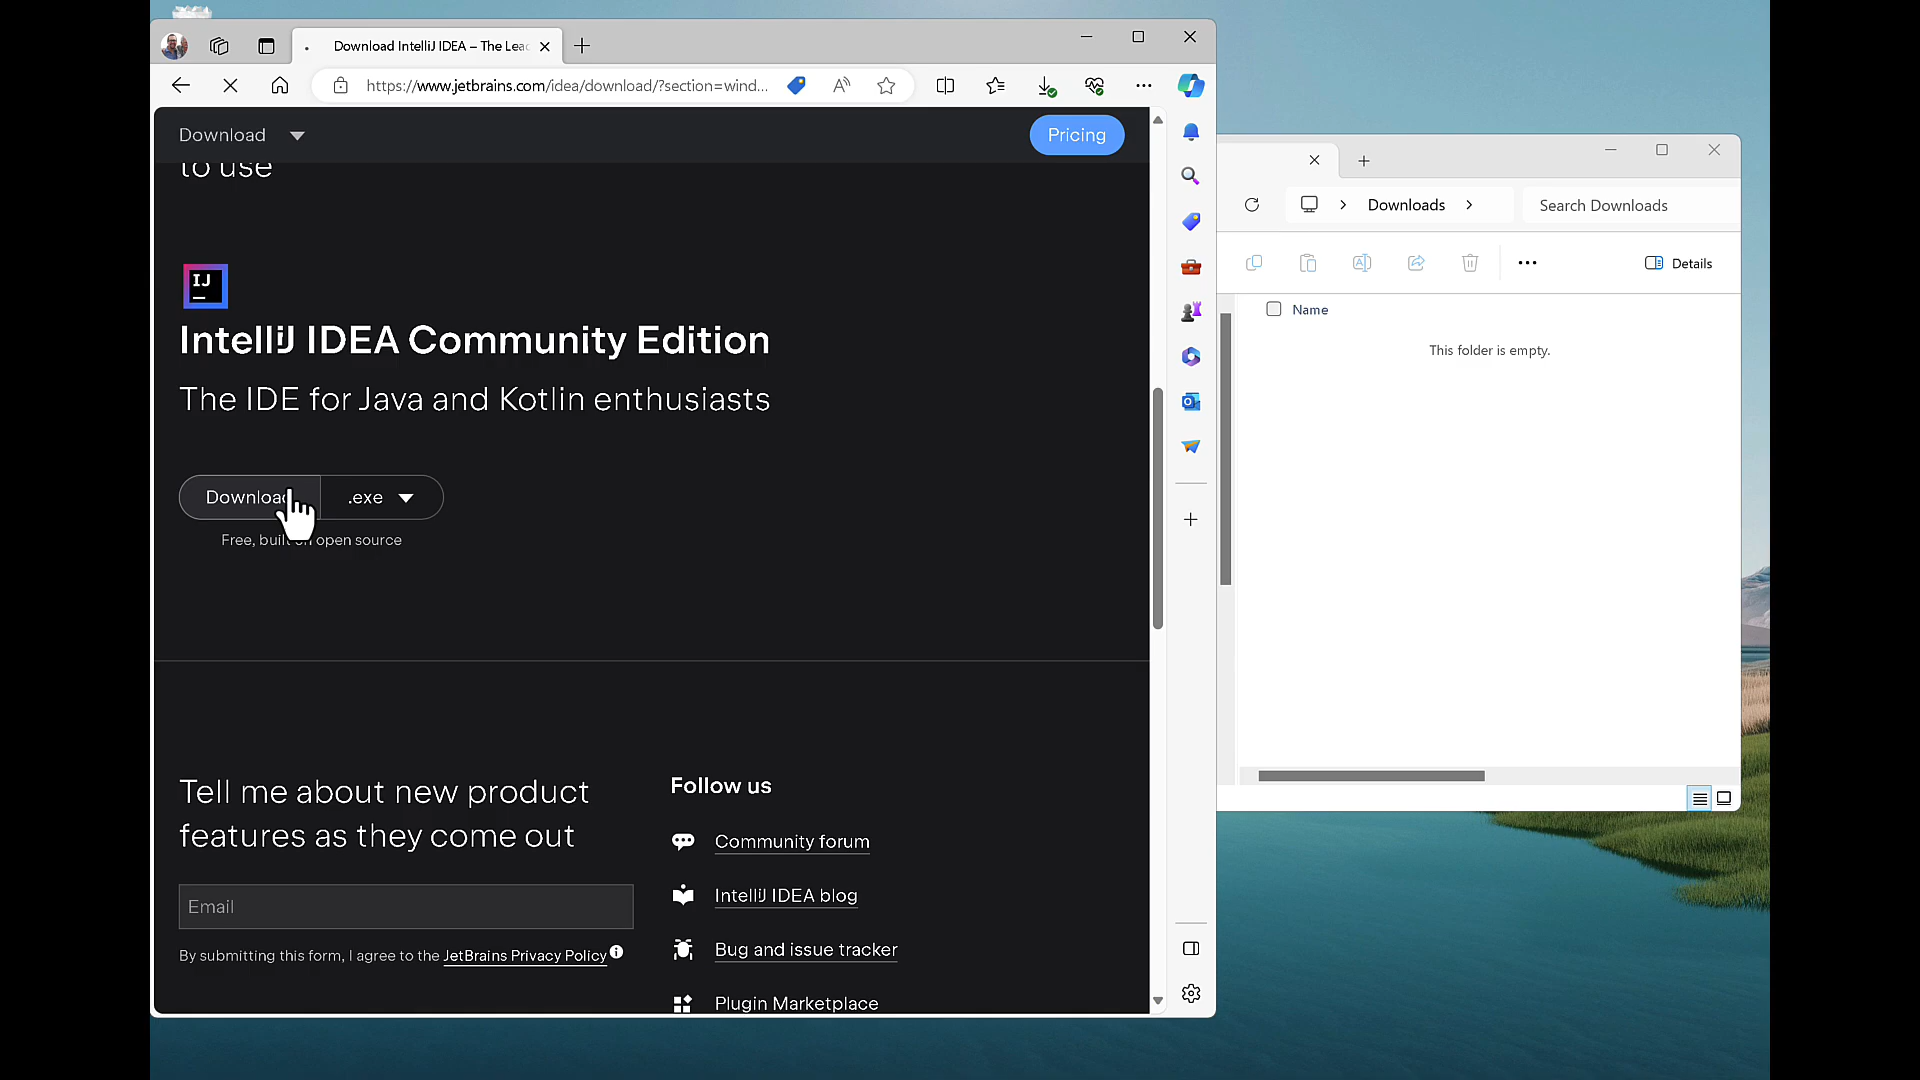 Download IntelliJ IDEA – The Lea
https://www.jetbrains.com/idea/download/?section=wind...
Download
Pricing
to use
IJ
IntelliJ IDEA Community Edition
The IDE for Java and Kotlin enthusiasts
Download
.exe
Free, built on open source
Tell me about new product
features as they come out
Email
By submitting this form, I agree to the JetBrains Privacy Policy
Follow us
Community forum
IntelliJ IDEA blog
Bug and issue tracker
Plugin Marketplace
Downloads
Search Downloads
Details
Name
This folder is empty.